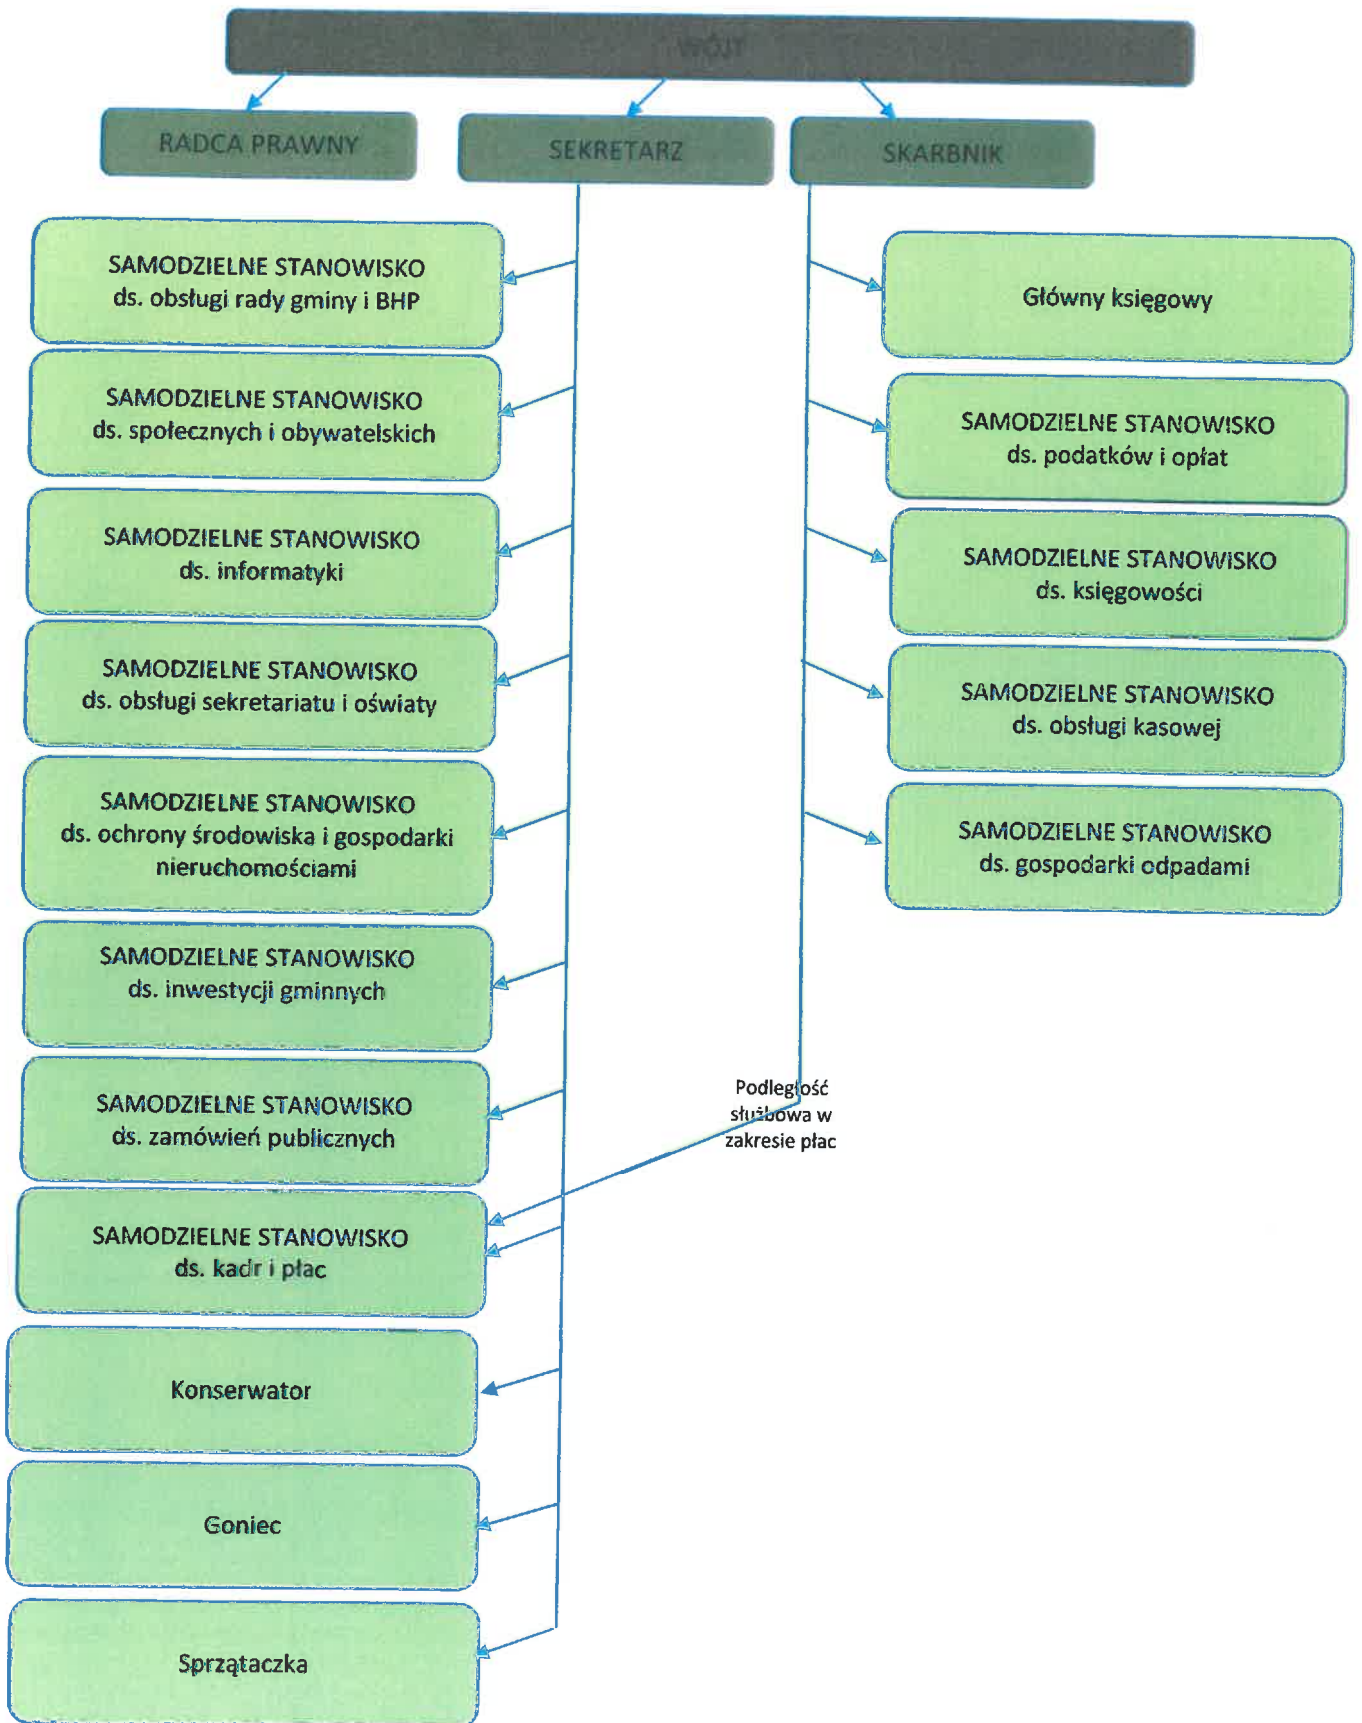 WÓJT
RADCA PRAWNY
SEKRETARZ
SKARBNIK
SAMODZIELNE STANOWISKO
ds. obsługi rady gminy i BHP
SAMODZIELNE STANOWISKO
ds. społecznych i obywatelskich
SAMODZIELNE STANOWISKO
ds. informatyki
SAMODZIELNE STANOWISKO
ds. obsługi sekretariatu i oświaty
SAMODZIELNE STANOWISKO
ds. ochrony środowiska i gospodarki
nieruchomościami
SAMODZIELNE STANOWISKO
ds. inwestycji gminnych
SAMODZIELNE STANOWISKO
ds. zamówień publicznych
SAMODZIELNE STANOWISKO
ds. kadr i płac
Konserwator
Goniec
Sprzątaczka
Główny księgowy
SAMODZIELNE STANOWISKO
ds. podatków i opłat
SAMODZIELNE STANOWISKO
ds. księgowości
SAMODZIELNE STANOWISKO
ds. obsługi kasowej
SAMODZIELNE STANOWISKO
ds. gospodarki odpadami
Podległość
służbowa w
zakresie płac